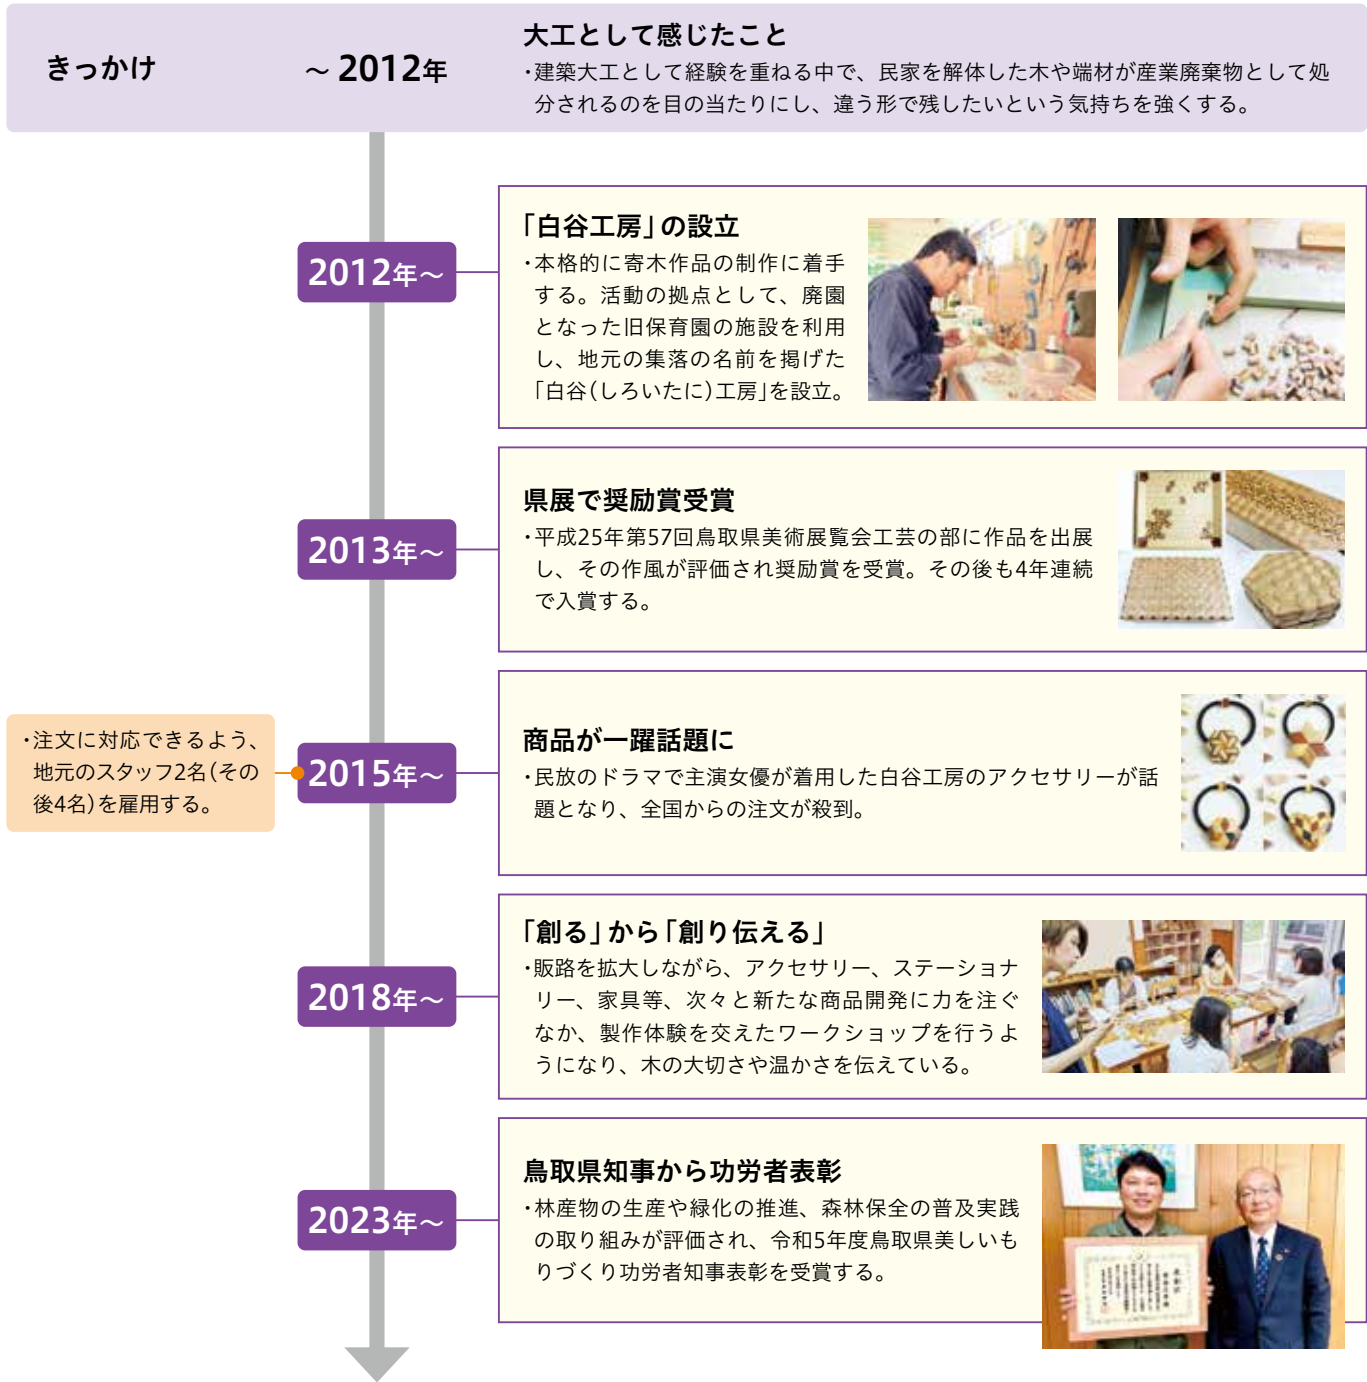 きっかけ
～2012年
大工として感じたこと
・建築大工として経験を重ねる中で、民家を解体した木や端材が産業廃棄物として処
分されるのを目の当たりにし、違う形で残したいという気持ちを強くする。
2012年～
「白谷工房」の設立
・本格的に寄木作品の制作に着手
する。活動の拠点として、廃園
となった旧保育園の施設を利用
し、地元の集落の名前を掲げた
「白谷(しろいたに)工房」を設立。
2013年～
県展で奨励賞受賞
・平成25年第57回鳥取県美術展覧会工芸の部に作品を出展
し、その作風が評価され奨励賞を受賞。その後も4年連続
で入賞する。
・注文に対応できるよう、
地元のスタッフ2名(その
後4名)を雇用する。
2015年～
商品が一躍話題に
・民放のドラマで主演女優が着用した白谷工房のアクセサリーが話
題となり、全国からの注文が殺到。
2018年～
「創る」から「創り伝える」
・販路を拡大しながら、アクセサリー、ステーショナ
リー、家具等、次々と新たな商品開発に力を注ぐ
なか、製作体験を交えたワークショップを行うよ
うになり、木の大切さや温かさを伝えている。
2023年～
鳥取県知事から功労者表彰
・林産物の生産や緑化の推進、森林保全の普及実践
の取り組みが評価され、令和5年度鳥取県美しいも
りづくり功労者知事表彰を受賞する。